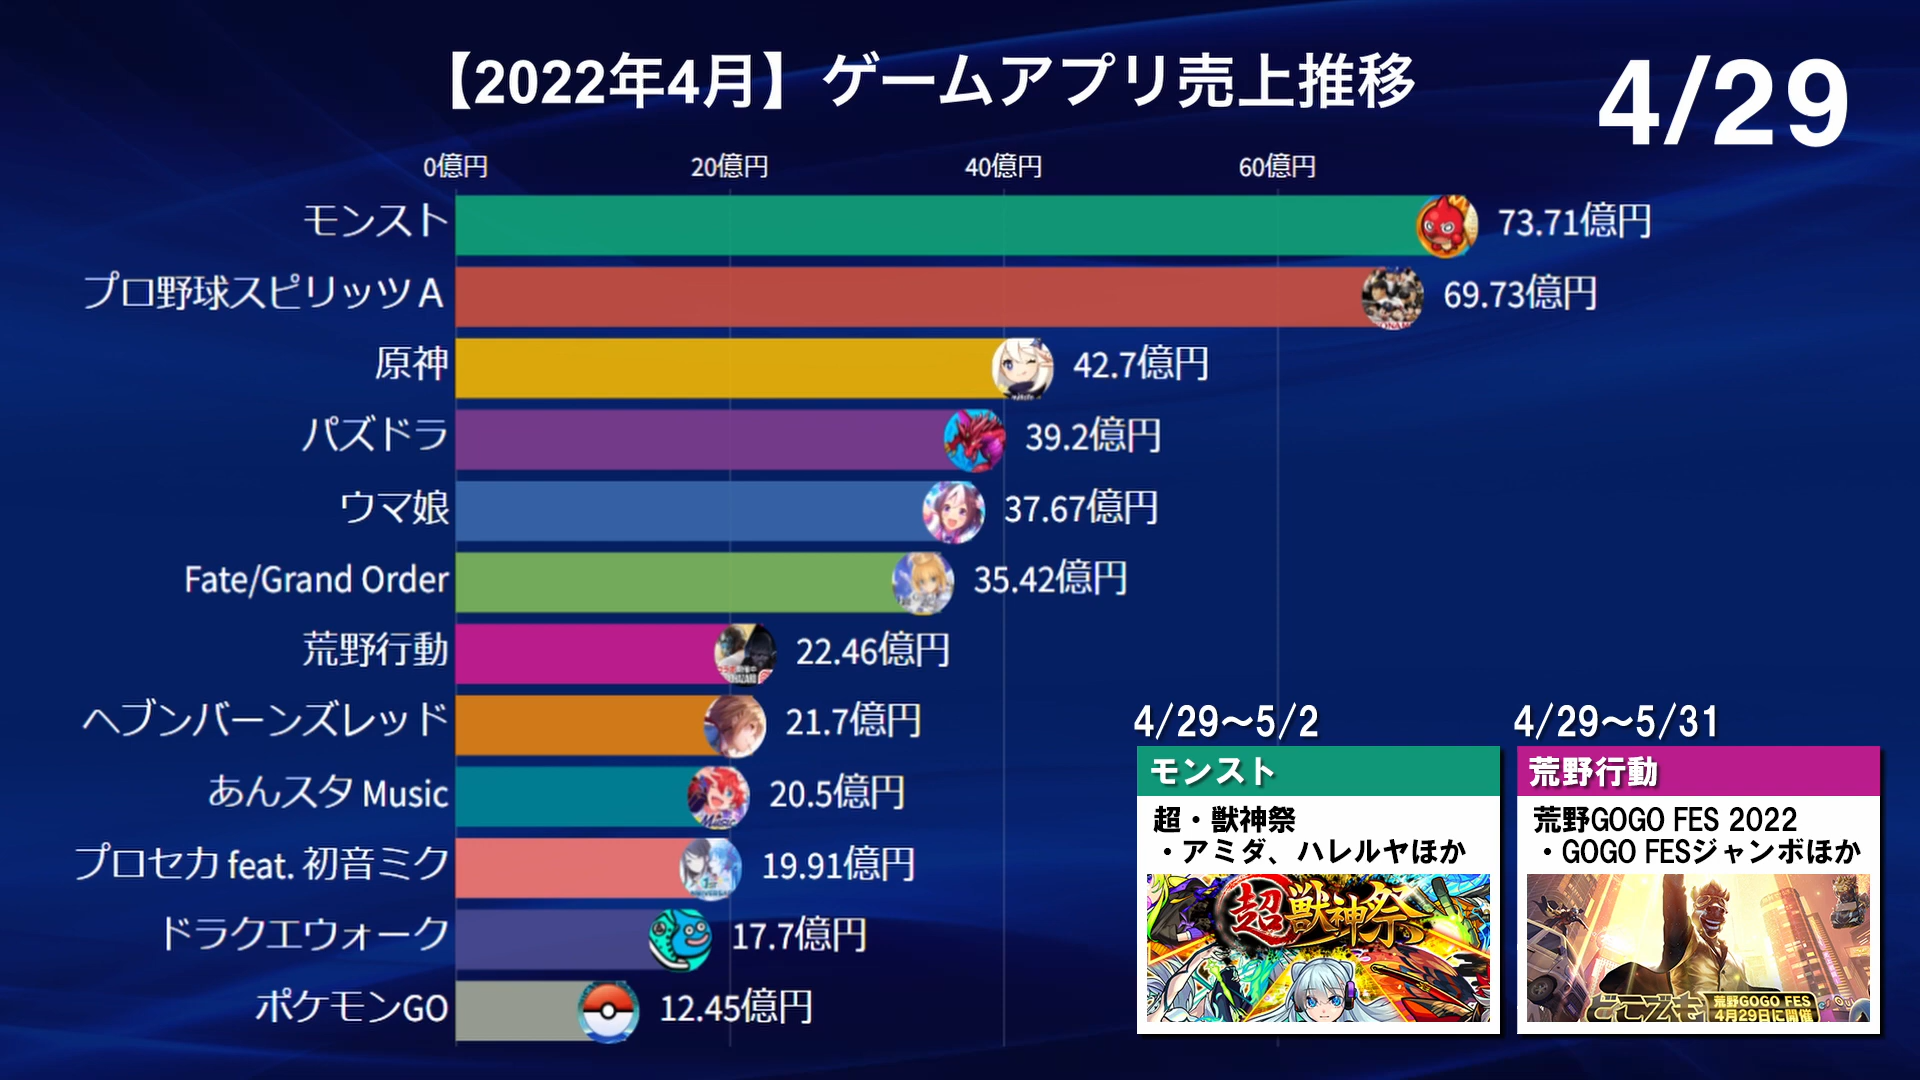 【2022年4月】ゲームアプリ売上推移
4/29
0億円 20億円 40億円 60億円
モンスト 73.71億円
プロ野球スピリッツA 69.73億円
原神 42.7億円
パズドラ 39.2億円
ウマ娘 37.67億円
Fate/Grand Order 35.42億円
荒野行動 22.46億円
ヘブンバーンズレッド 21.7億円
あんスタMusic 20.5億円
プロセカ feat. 初音ミク 19.91億円
ドラクエウォーク 17.7億円
ポケモンGO 12.45億円
4/29～5/2
モンスト
超・獣神祭
・アミダ、ハレルヤほか
超獣神祭
4/29～5/31
荒野行動
荒野GOGO FES 2022
・GOGO FESジャンボほか
どこでも
荒野GOGO FES
4月29日に開催